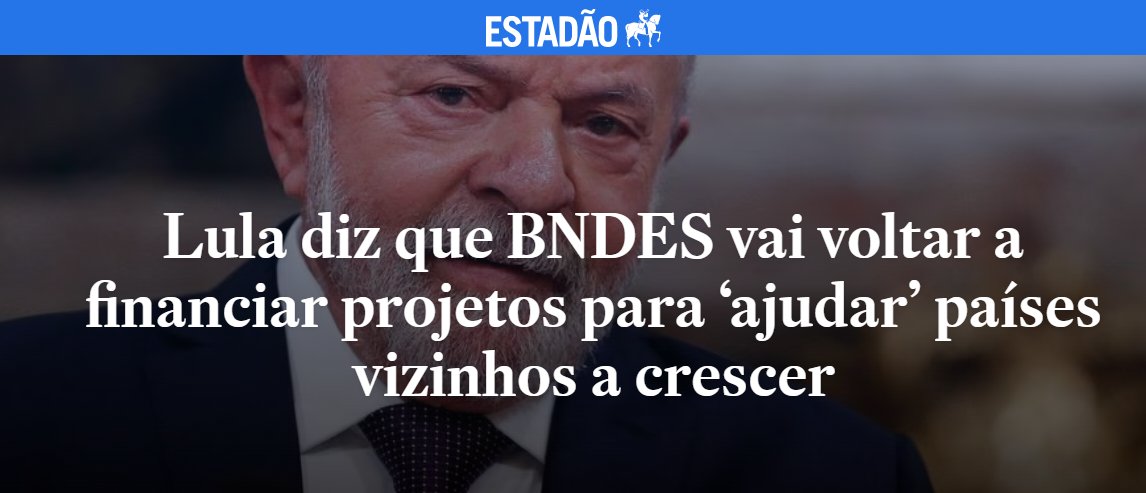 ESTADÃO
Lula diz que BNDES vai voltar a
financiar projetos para ‘ajudar’ países
vizinhos a crescer